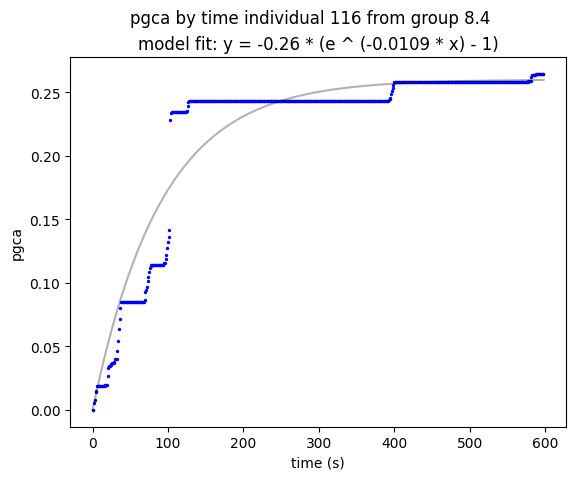 pgca by time individual 116 from group 8.4
model fit: y = -0.26 * (e ^ (-0.0109 * x) - 1)
0.25
0.20
0.15
0.10
0.05
0.00
pgca
0 100 200 300 400 500 600
time (s)